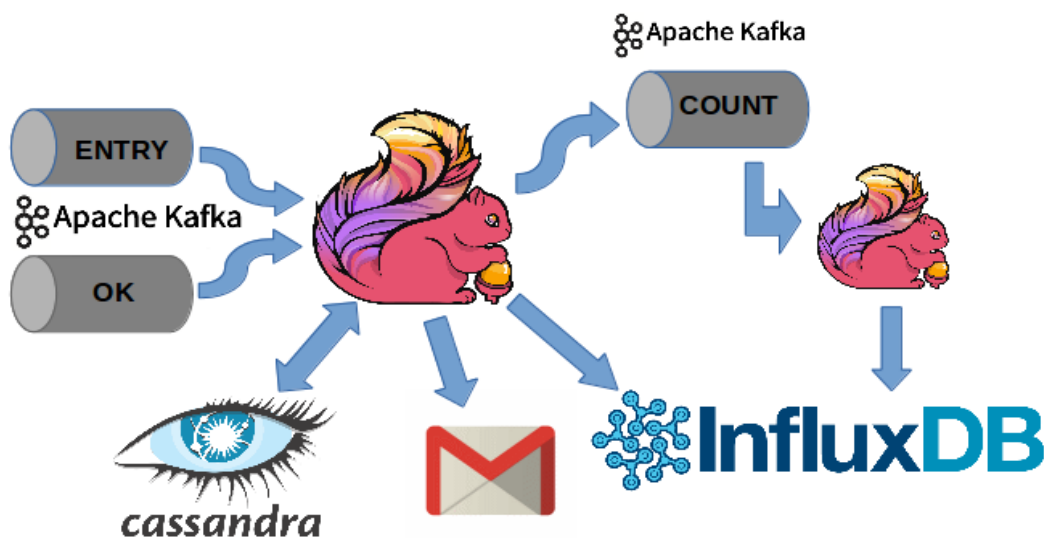 Apache Kafka
COUNT
ENTRY
Apache Kafka
OK
InfluxDB
cassandra